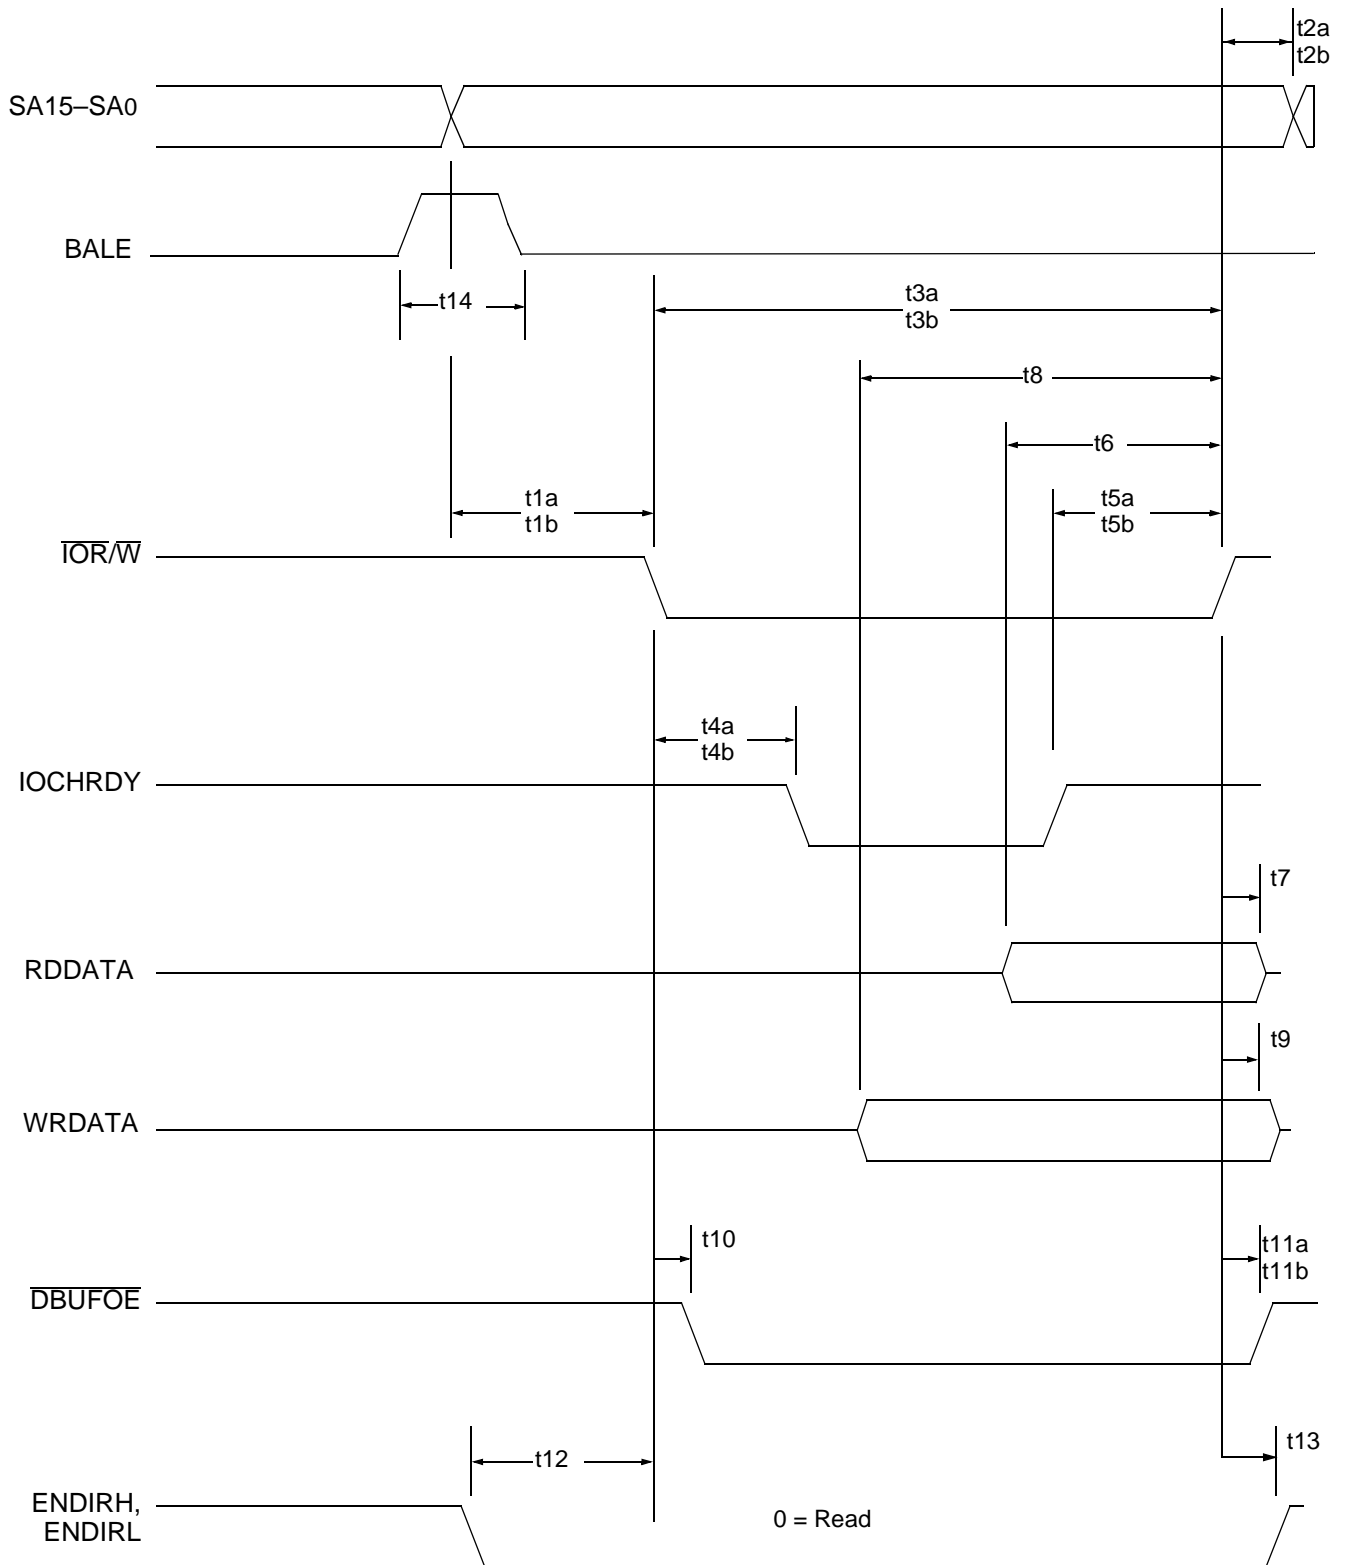 t2a
t2b
SA15–SA0
BALE
t14
t3a
t3b
t8
t6
t1a
t1b
t5a
t5b
IOR/W
t4a
t4b
IOCHRDY
t7
RDDATA
t9
WRDATA
t10
t11a
t11b
DBUFOE
t12
t13
ENDIRH,
ENDIRL
0 = Read